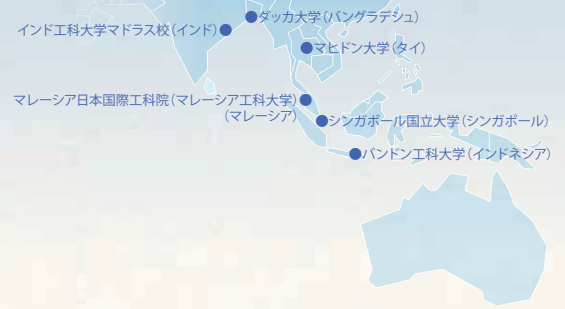 ダッカ大学（バングラデシュ）
インド工科大学マドラス校（インド）
マヒドン大学（タイ）
マレーシア日本国際工科院（マレーシア工科大学）
（マレーシア）
シンガポール国立大学（シンガポール）
バンドン工科大学（インドネシア）